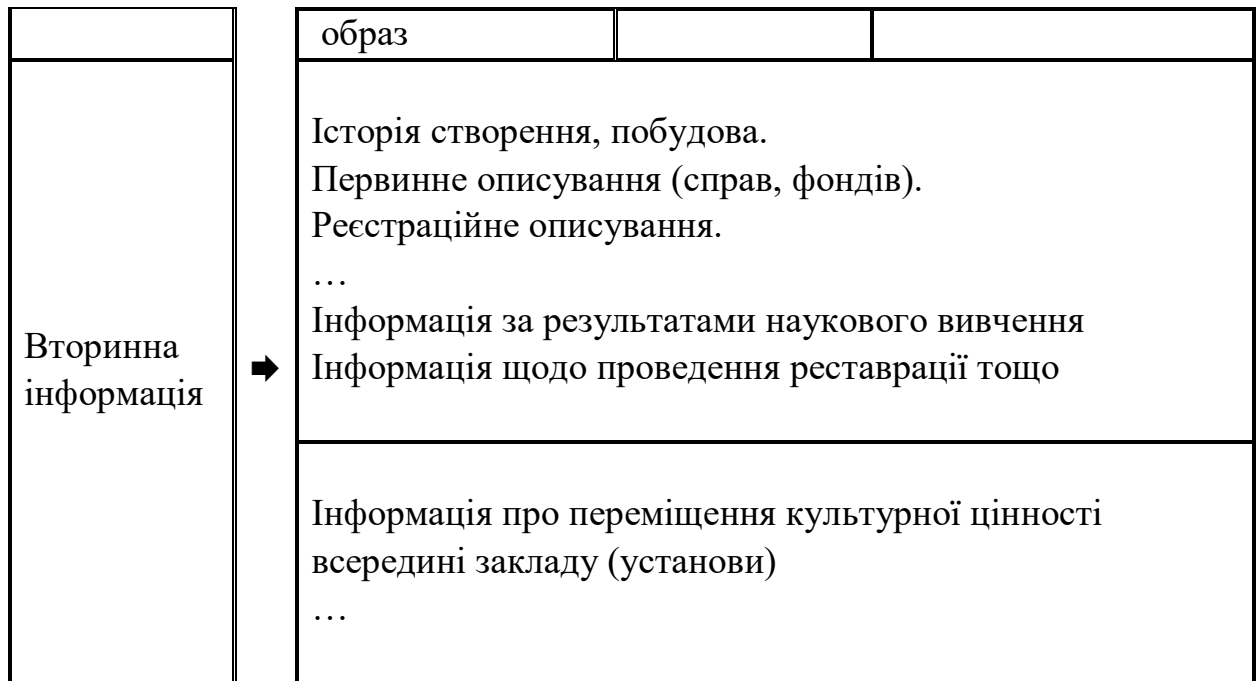 образ
Історія створення, побудова.
Первинне описування (справ, фондів).
Реєстраційне описування.
…
Інформація за результатами наукового вивчення
Інформація щодо проведення реставрації тощо
Вторинна
інформація
Інформація про переміщення культурної цінності
всередині закладу (установи)
…